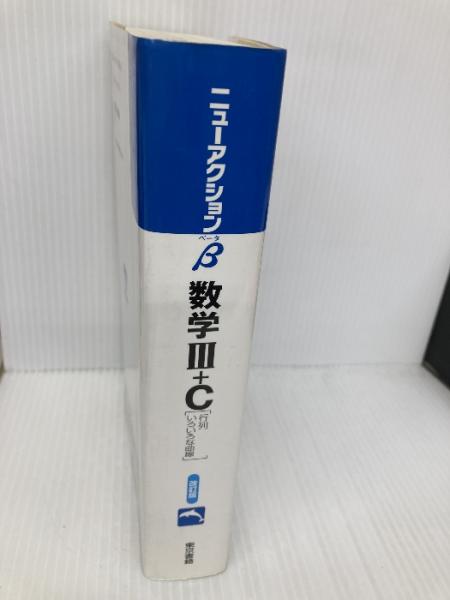 ニューアクション
ベータ
β
数学Ⅲ+C
[行列
いろいろな曲線]
改訂版
東京書籍